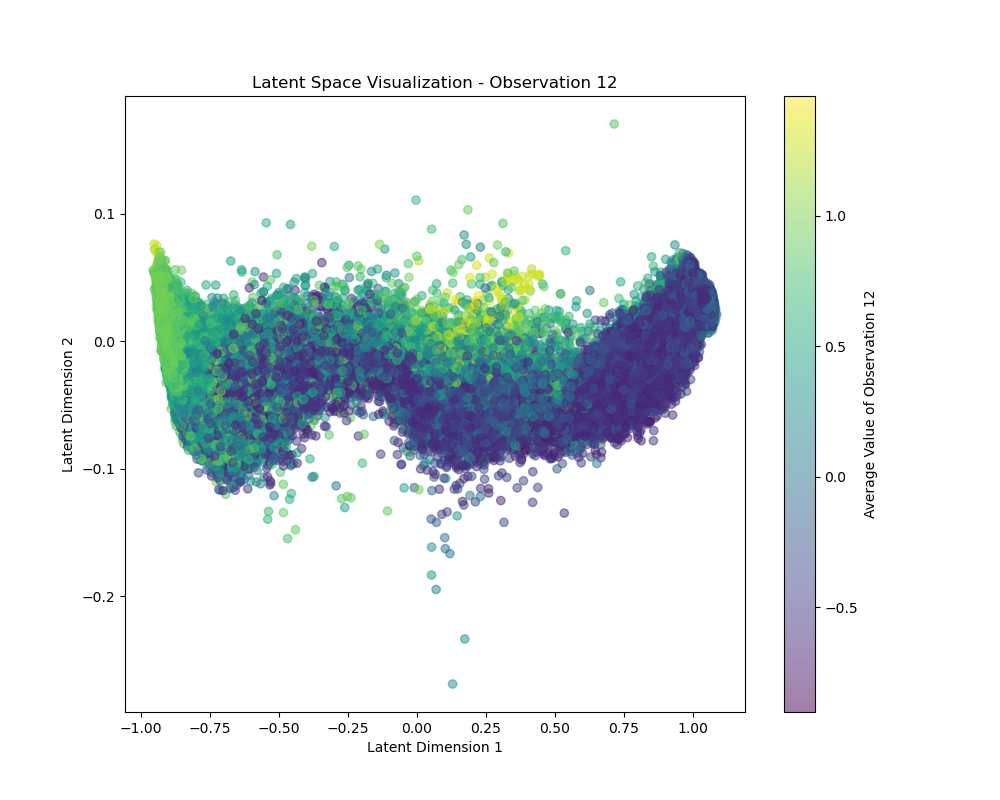 Latent Space Visualization - Observation 12
0.1
0.0
−0.1
−0.2
Latent Dimension 2
−1.00 −0.75 −0.50 −0.25 0.00 0.25 0.50 0.75 1.00
Latent Dimension 1
1.0
0.5
0.0
−0.5
Average Value of Observation 12